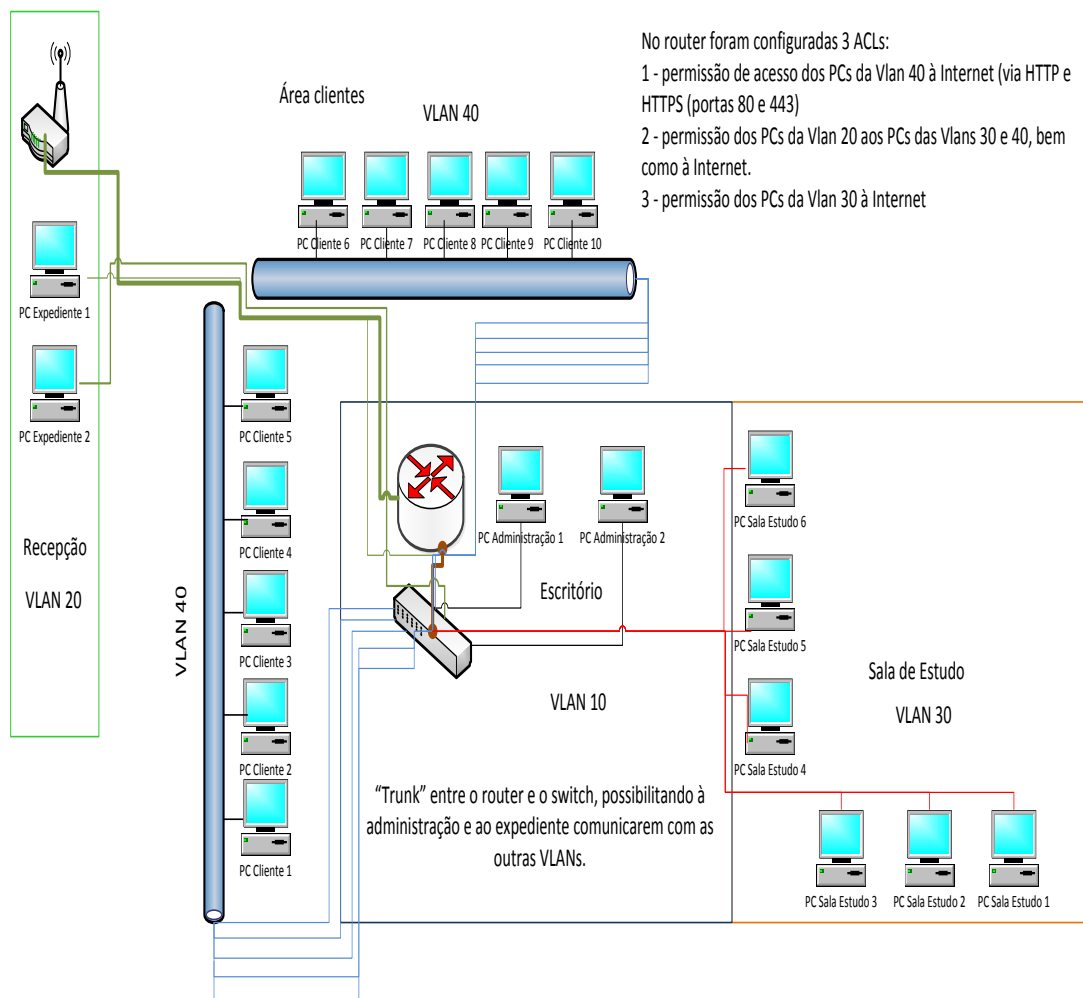 No router foram configuradas 3 ACLs:
1 - permissão de acesso dos PCs da Vlan 40 à Internet (via HTTP e
HTTPS (portas 80 e 443)
2 - permissão dos PCs da Vlan 20 aos PCs das Vlans 30 e 40, bem
como à Internet.
3 - permissão dos PCs da Vlan 30 à Internet
Área clientes
VLAN 40
PC Cliente 6
PC Cliente 7
PC Cliente 8
PC Cliente 9
PC Cliente 10
PC Expediente 1
PC Expediente 2
Recepção
VLAN 20
VLAN 40
PC Cliente 5
PC Cliente 4
PC Cliente 3
PC Cliente 2
PC Cliente 1
PC Administração 1
PC Administração 2
Escritório
VLAN 10
"Trunk" entre o router e o switch, possibilitando à
administração e ao expediente comunicarem com as
outras VLANs.
PC Sala Estudo 6
PC Sala Estudo 5
Sala de Estudo
VLAN 30
PC Sala Estudo 4
PC Sala Estudo 3
PC Sala Estudo 2
PC Sala Estudo 1